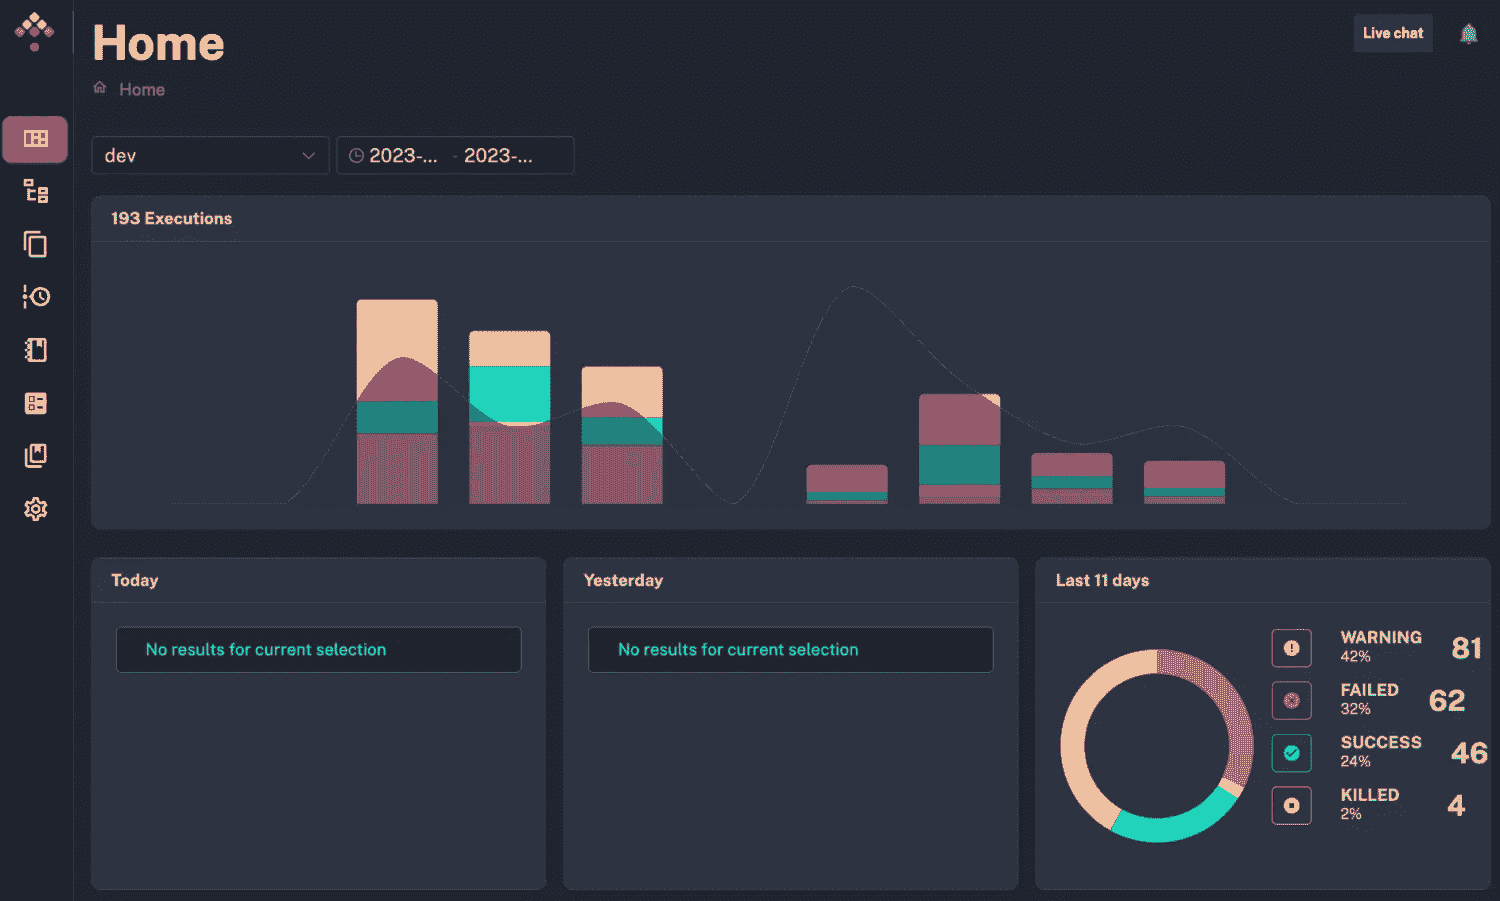 Home
Live chat
Home
dev
2023-... - 2023-...
193 Executions
Today
Yesterday
Last 11 days
No results for current selection
No results for current selection
WARNING
42%
81
FAILED
32%
62
SUCCESS
24%
46
KILLED
2%
4